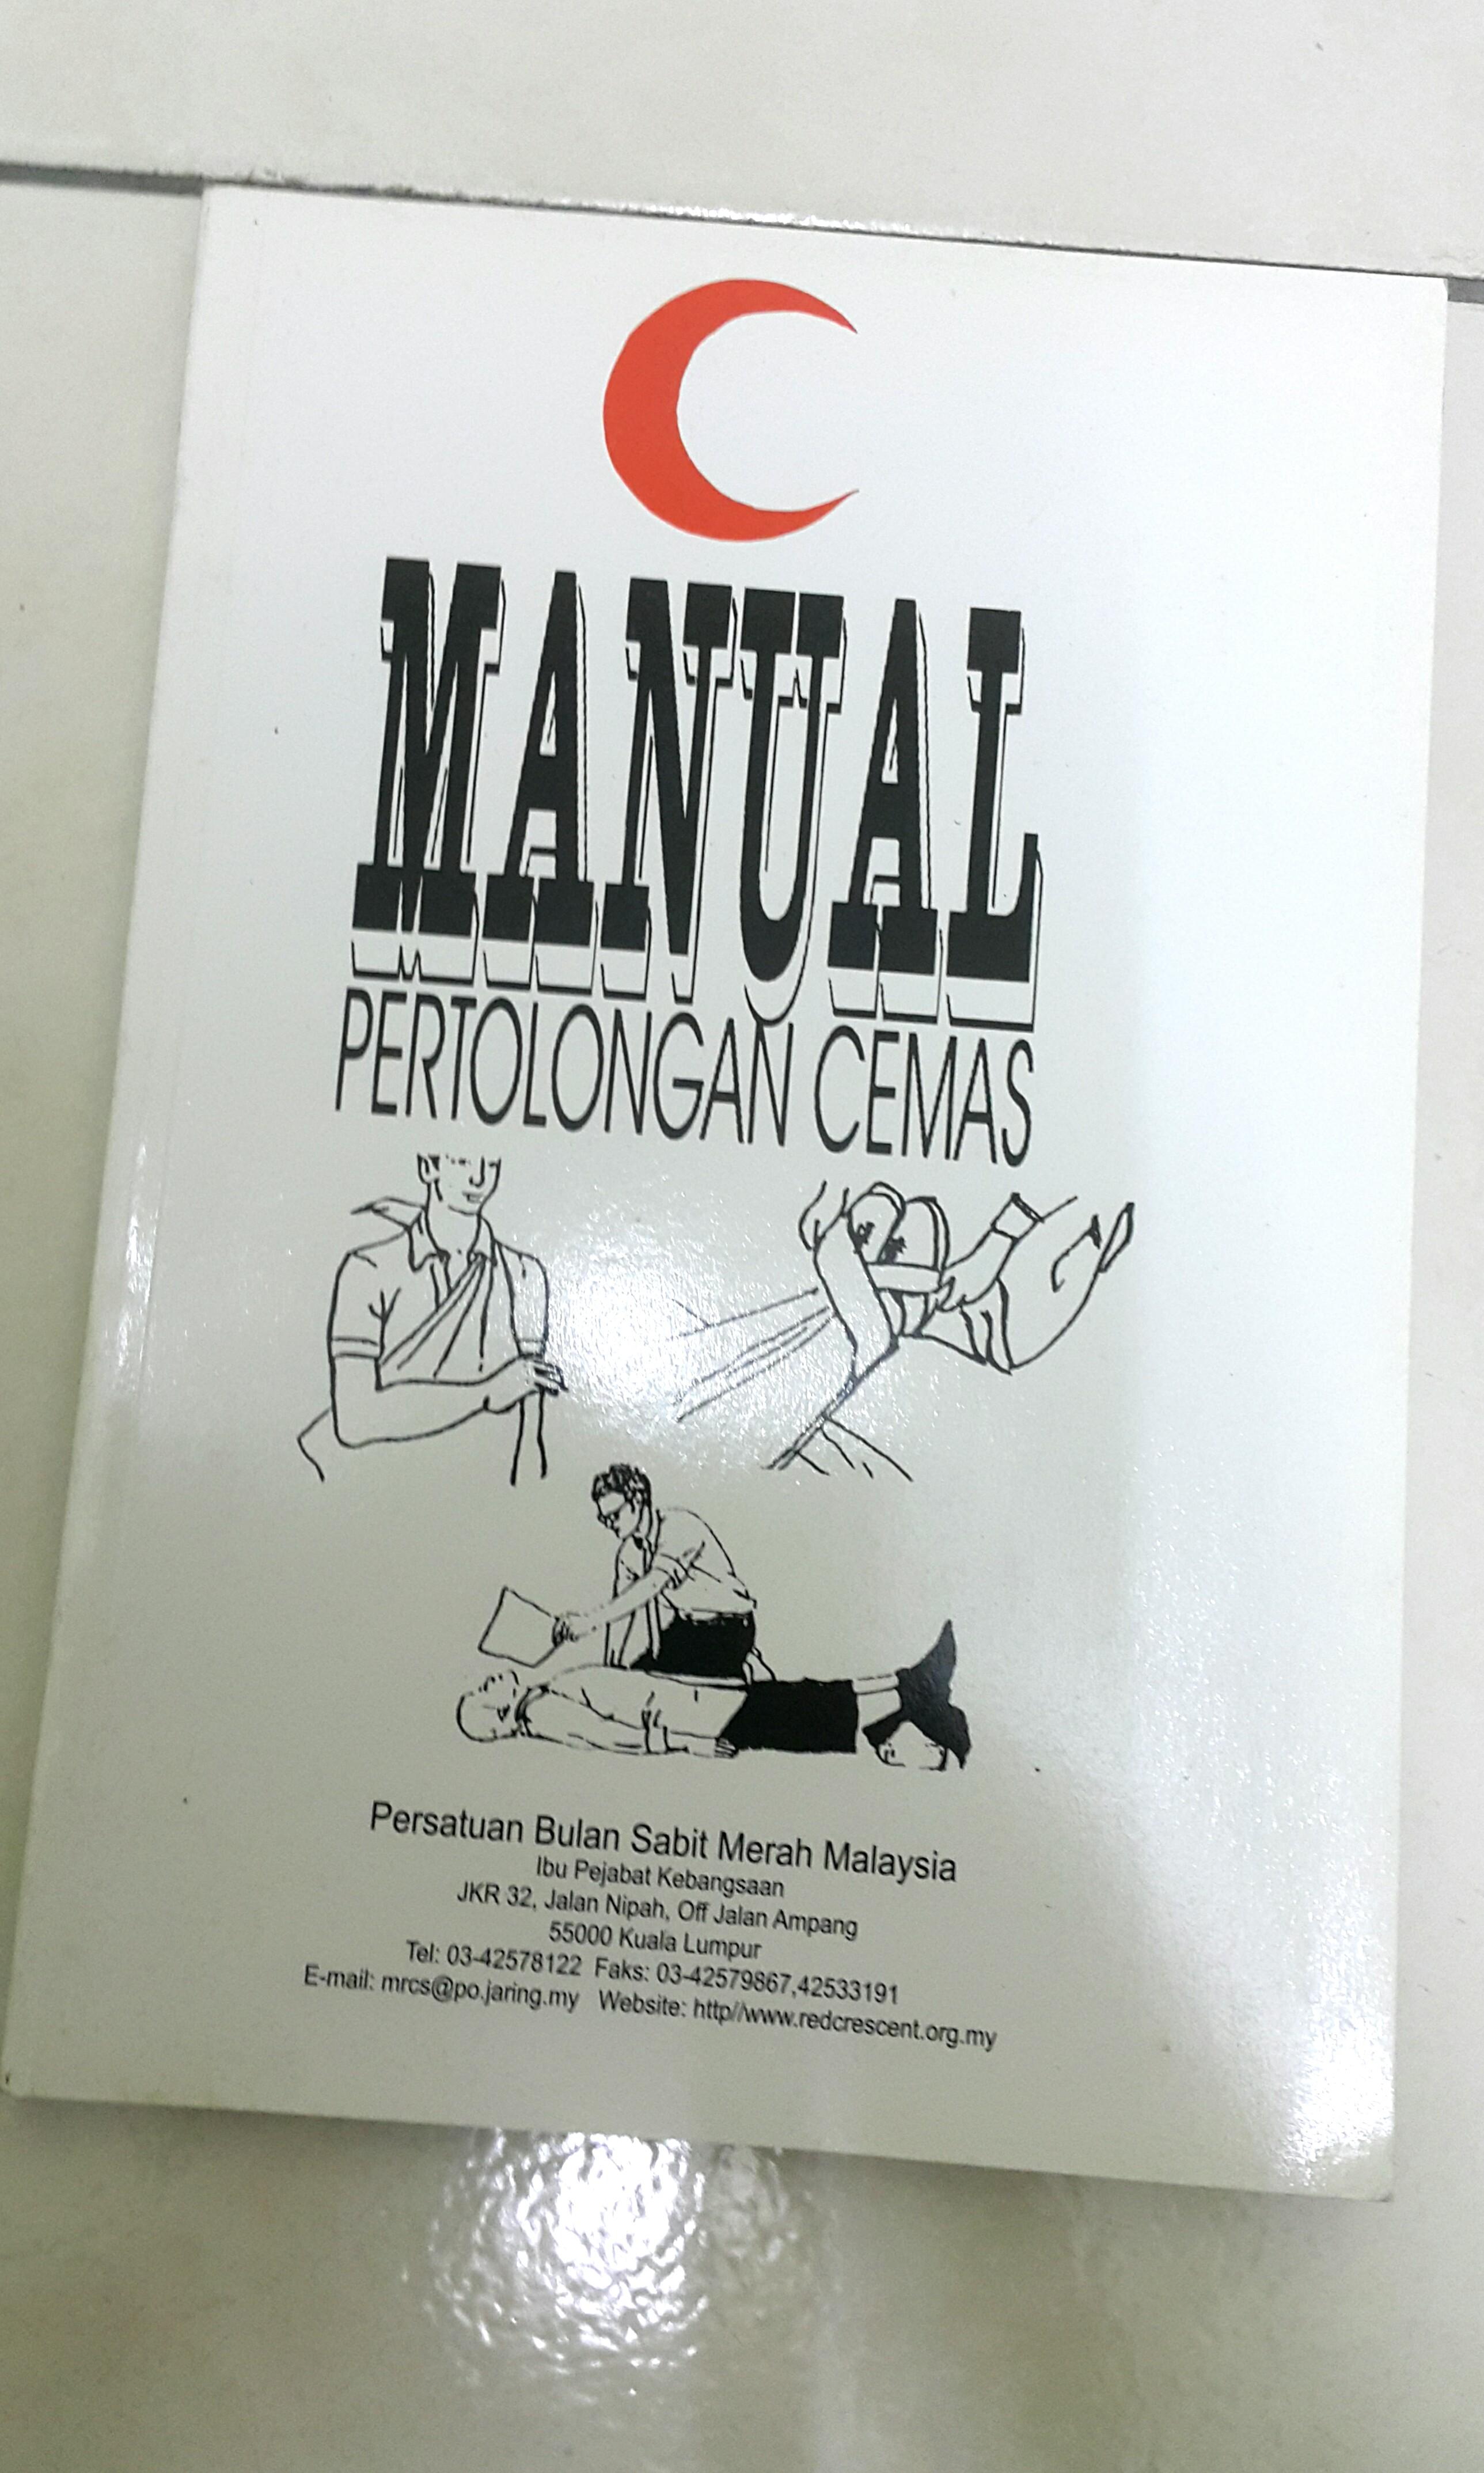 MANUAL
PERTOLONGAN CEMAS
Persatuan Bulan Sabit Merah Malaysia
Ibu Pejabat Kebangsaan
JKR 32, Jalan Nipah, Off Jalan Ampang
55000 Kuala Lumpur
Tel: 03-42578122 Faks: 03-42579867,42533191
E-mail: mrcs@po.jaring.my Website: http//www.redcrescent.org.my